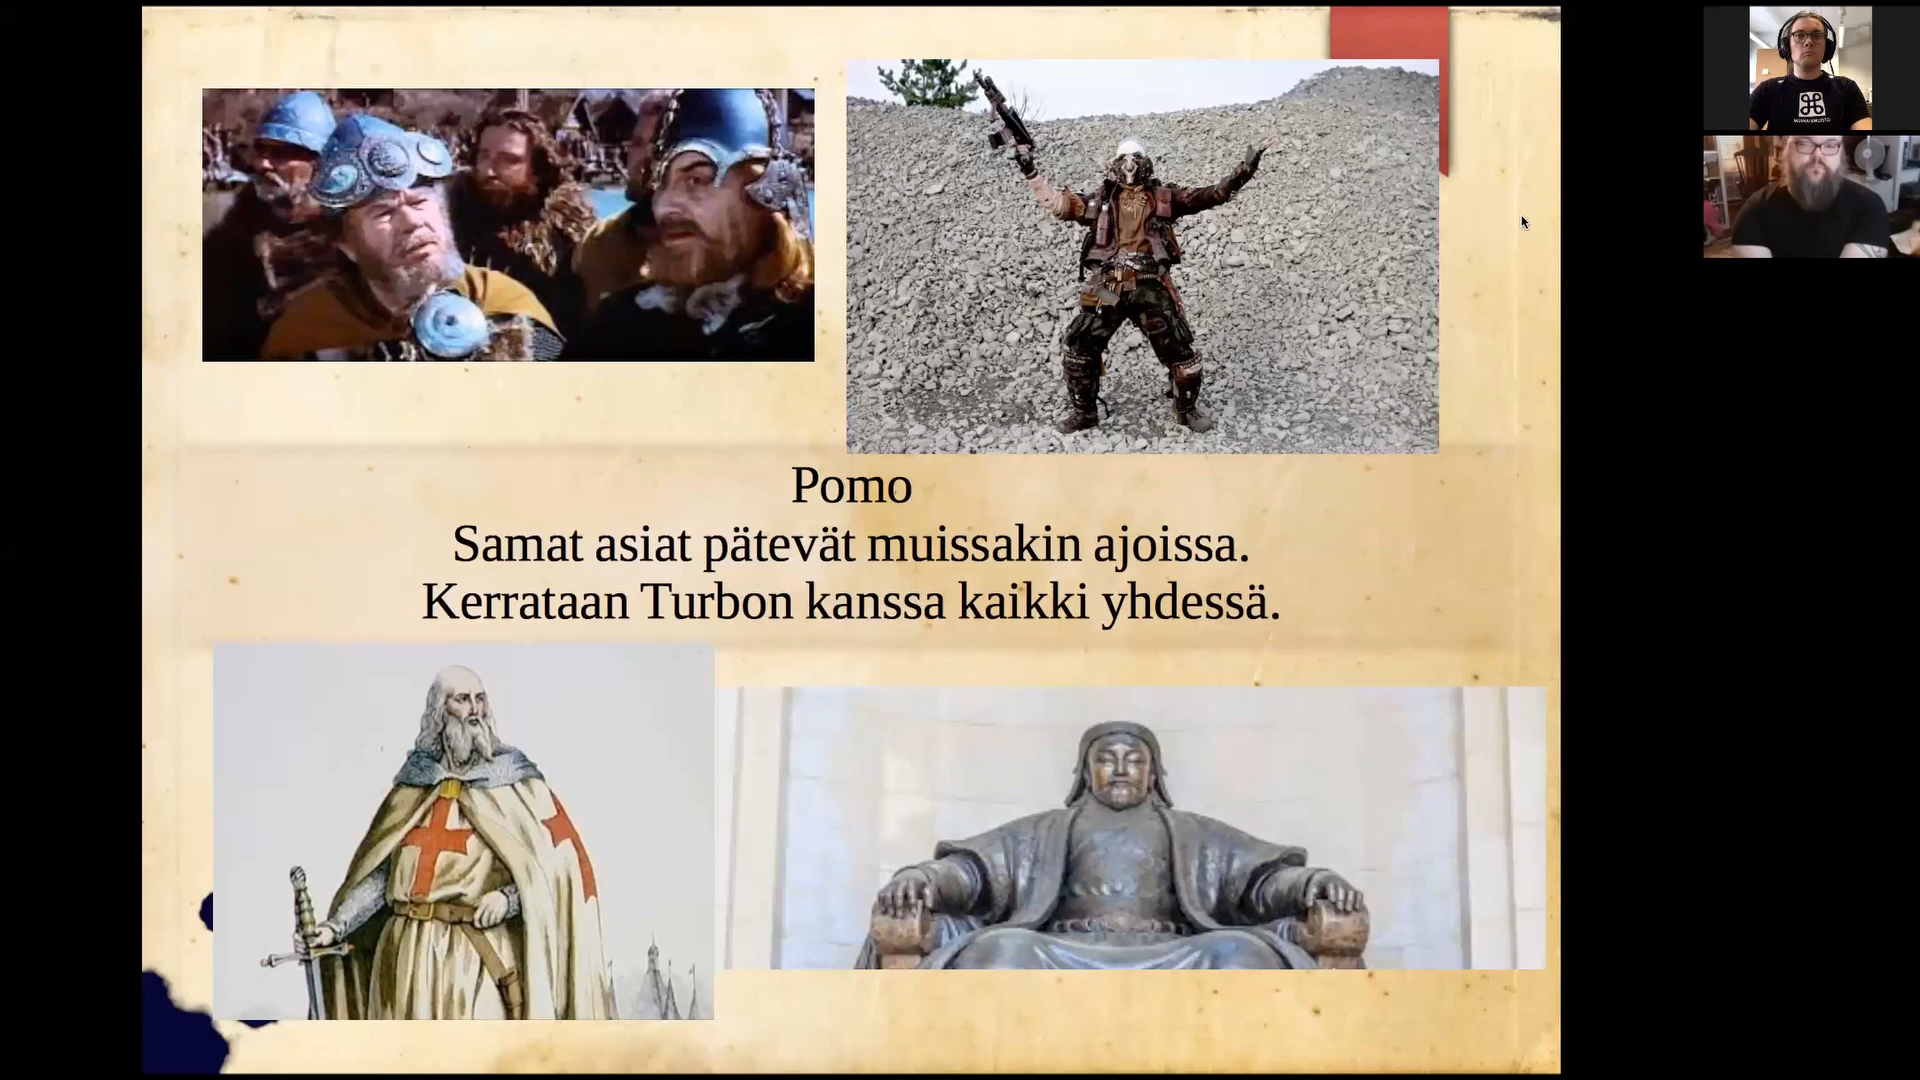 Pomo
Samat asiat pätevät muissakin ajoissa.
Kerrataan Turbon kanssa kaikki yhdessä.